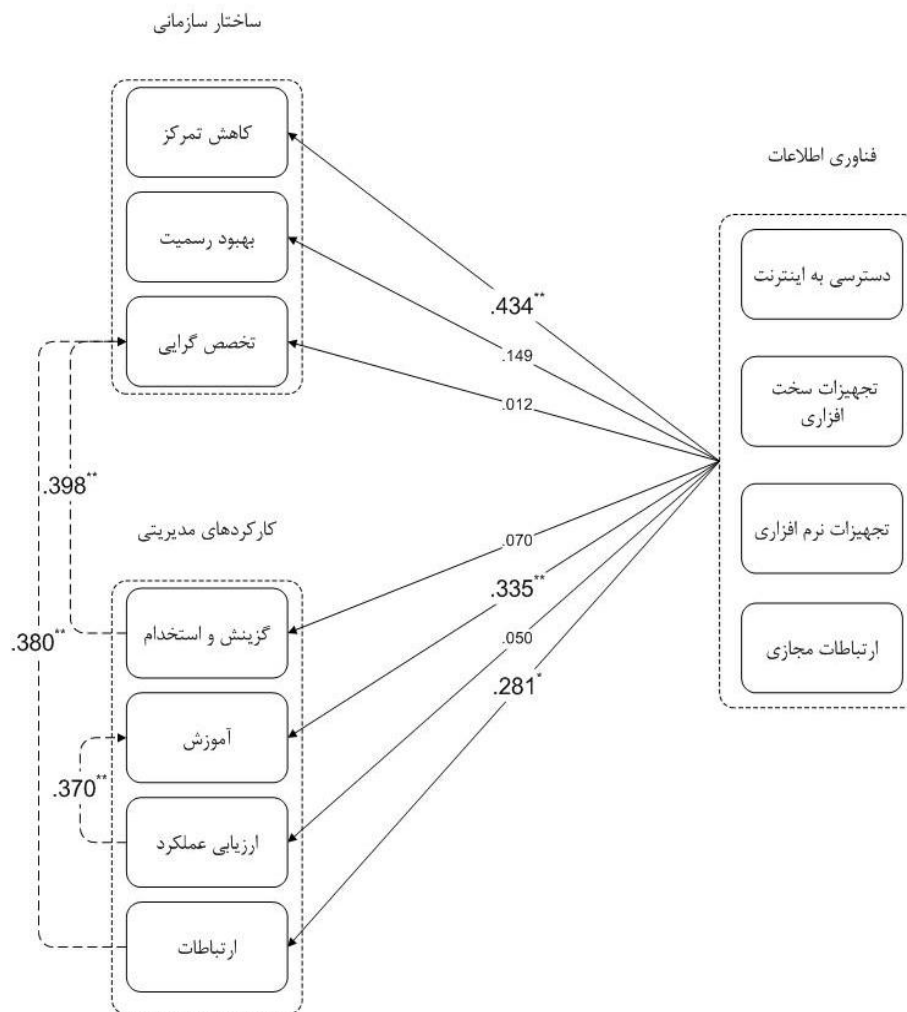 ساختار سازمانی
کاهش تمرکز
بهبود رسمیت
تخصص گرایی
فناوری اطلاعات
دسترسی به اینترنت
تجهیزات سخت
افزاری
تجهیزات نرم افزاری
ارتباطات مجازی
.434**
.149
.012
.070
.335**
.050
.281*
.398**
.380**
.370**
کارکردهای مدیریتی
گزینش و استخدام
آموزش
ارزیابی عملکرد
ارتباطات